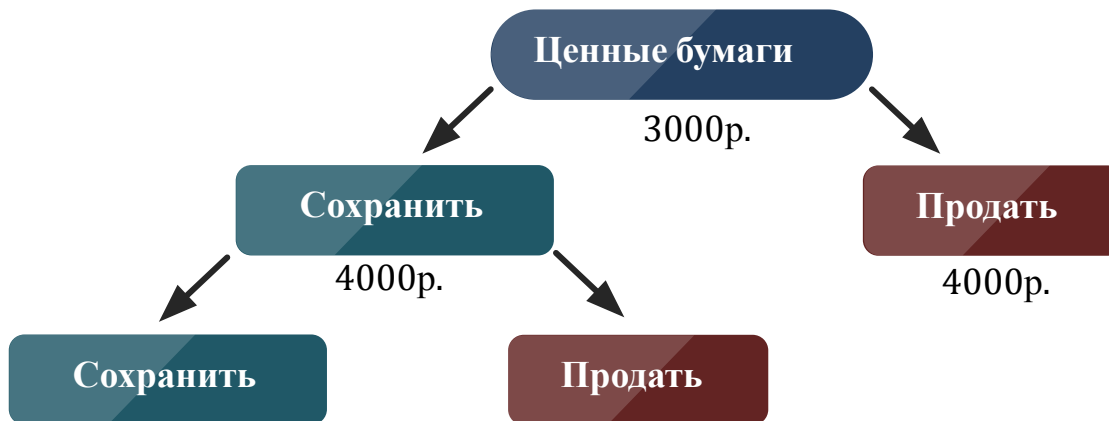 Ценные бумаги
3000р.
Сохранить
Продать
4000р.
4000р.
Сохранить
Продать